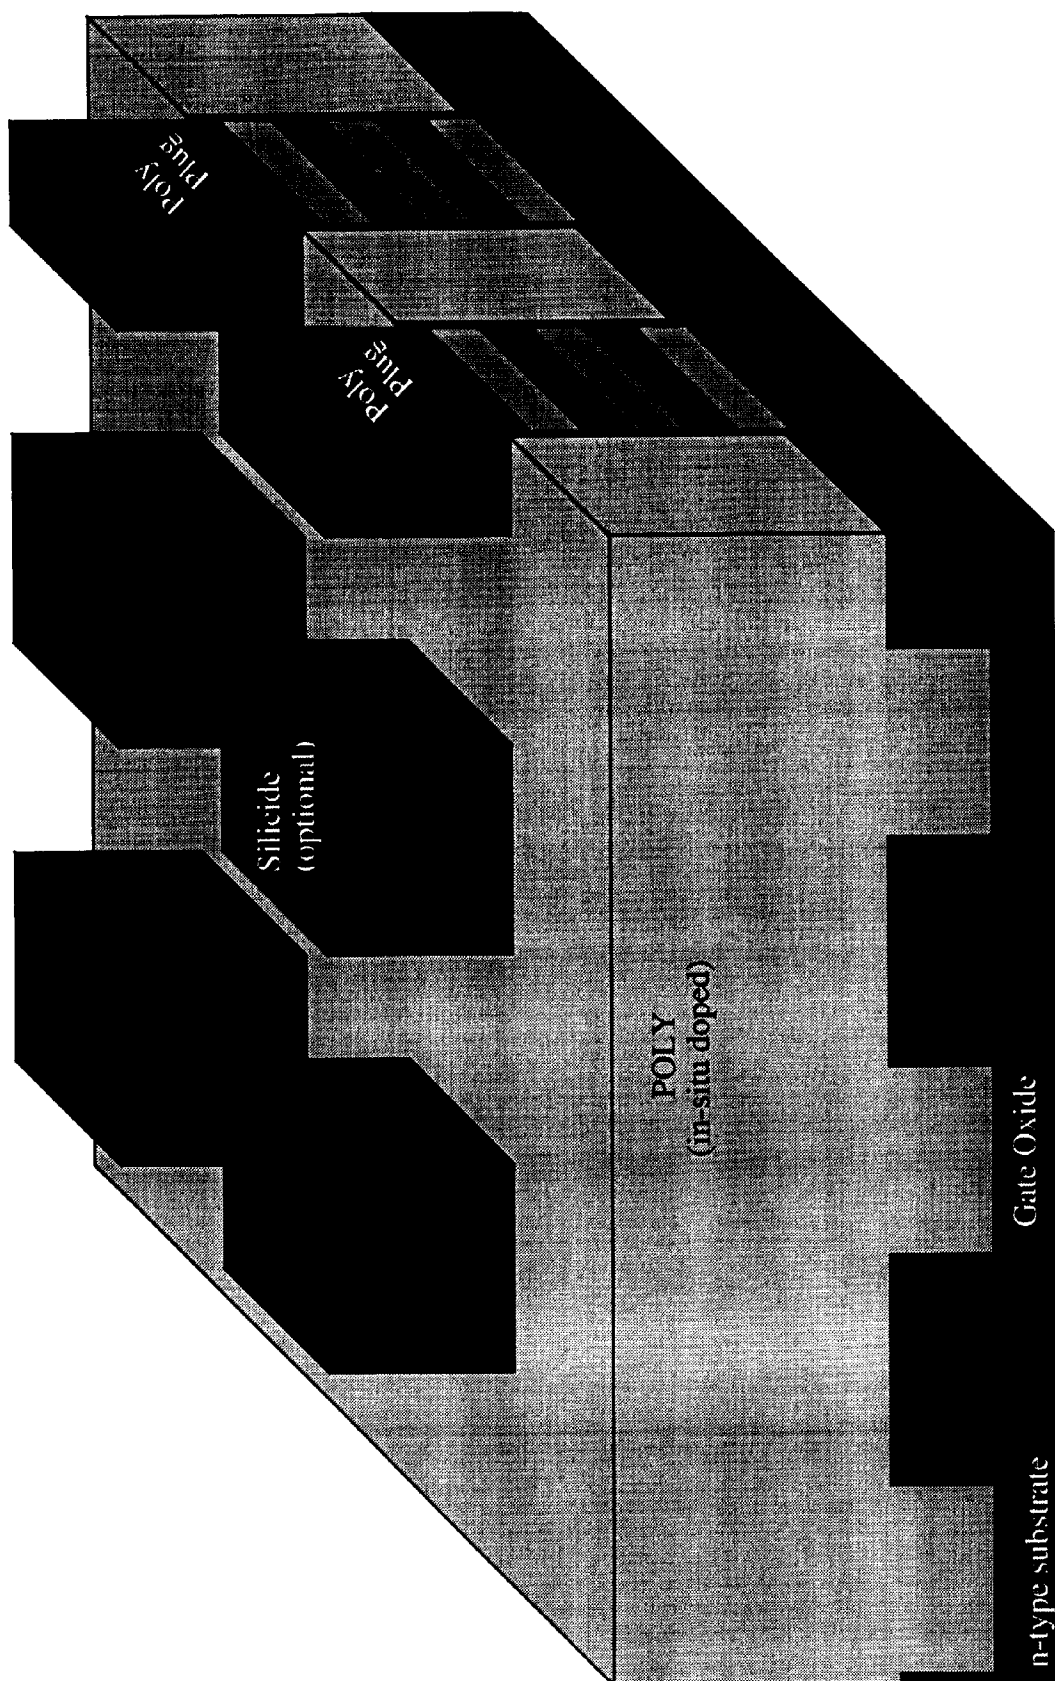 Poly
Plug
Poly
Plug
Silicide
(optional)
POLY
(in-situ doped)
Gate Oxide
n-type substrate